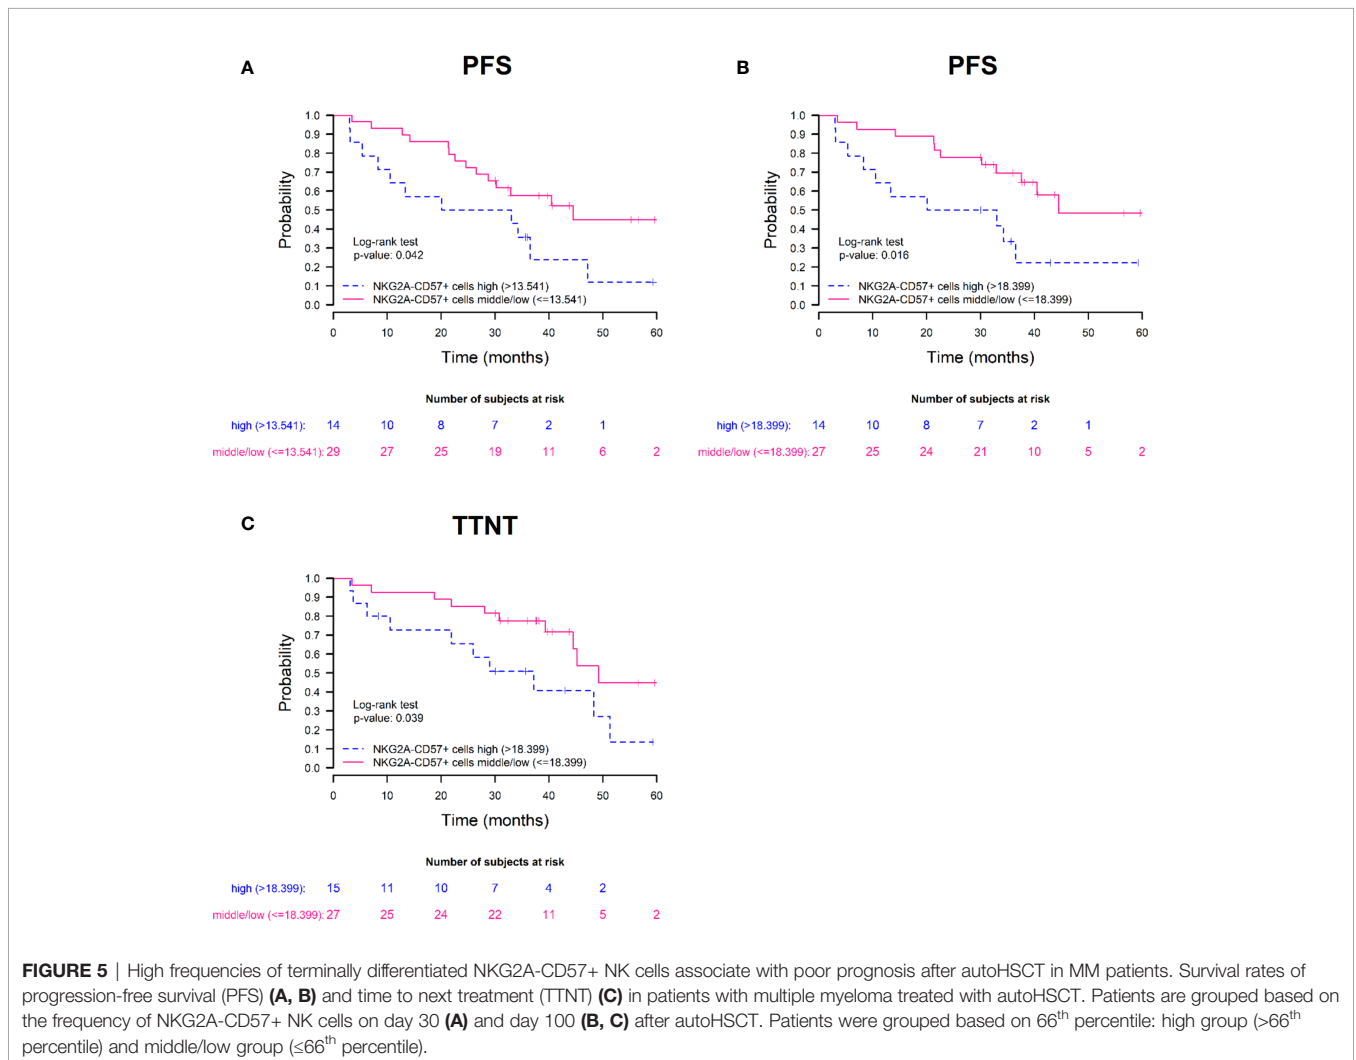 A
PFS
1.0
0.9
0.8
0.7
0.6
0.5
0.4
0.3
0.2
0.1
0.0
Probability
Log-rank test
p-value: 0.042
NKG2A-CD57+ cells high (>13.541)
NKG2A-CD57+ cells middle/low (<=13.541)
0 10 20 30 40 50 60
Time (months)
Number of subjects at risk
high (>13.541): 14 10 8 7 2 1
middle/low (<=13.541): 29 27 25 19 11 6 2
B
PFS
1.0
0.9
0.8
0.7
0.6
0.5
0.4
0.3
0.2
0.1
0.0
Probability
Log-rank test
p-value: 0.016
NKG2A-CD57+ cells high (>18.399)
NKG2A-CD57+ cells middle/low (<=18.399)
0 10 20 30 40 50 60
Time (months)
Number of subjects at risk
high (>18.399): 14 10 8 7 2 1
middle/low (<=18.399): 27 25 24 21 10 5 2
C
TTNT
1.0
0.9
0.8
0.7
0.6
0.5
0.4
0.3
0.2
0.1
0.0
Probability
Log-rank test
p-value: 0.039
NKG2A-CD57+ cells high (>18.399)
NKG2A-CD57+ cells middle/low (<=18.399)
0 10 20 30 40 50 60
Time (months)
Number of subjects at risk
high (>18.399): 15 11 10 7 4 2
middle/low (<=18.399): 27 25 24 22 11 5 2
FIGURE 5 | High frequencies of terminally differentiated NKG2A-CD57+ NK cells associate with poor prognosis after autoHSCT in MM patients. Survival rates of
progression-free survival (PFS) (A, B) and time to next treatment (TTNT) (C) in patients with multiple myeloma treated with autoHSCT. Patients are grouped based on
the frequency of NKG2A-CD57+ NK cells on day 30 (A) and day 100 (B, C) after autoHSCT. Patients were grouped based on 66th percentile: high group (>66th
percentile) and middle/low group (≤66th percentile).